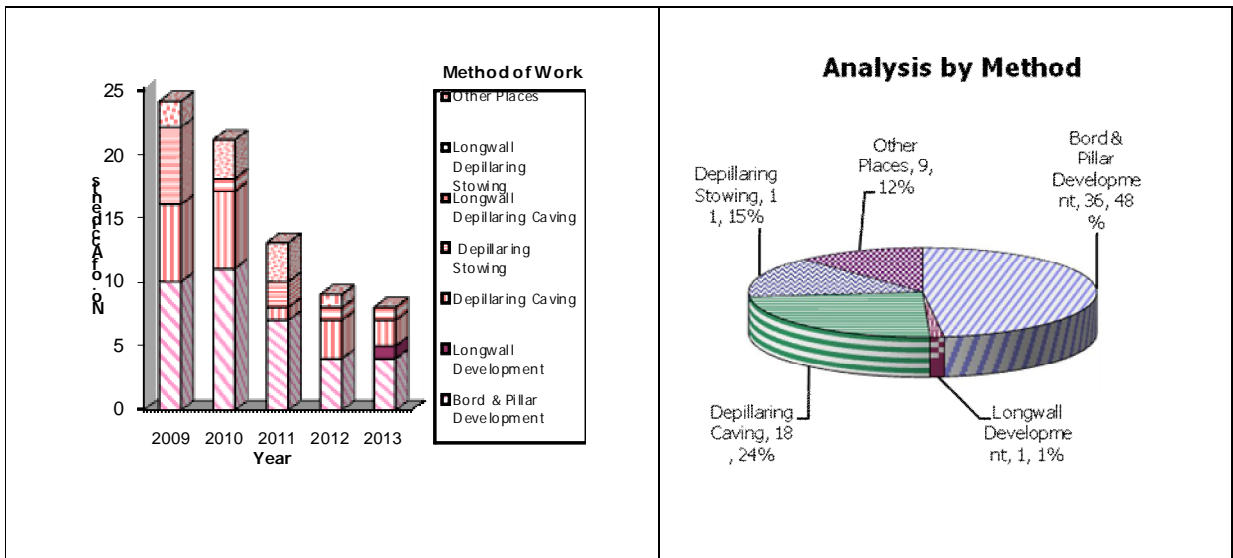 25
20
15
10
5
0
No. of Accidents
2009 2010 2011 2012 2013
Year
Method of Work
Other Places
Longwall
Depillaring
Stowing
Longwall
Depillaring Caving
Depillaring
Stowing
Depillaring Caving
Longwall
Development
Bord & Pillar
Development
Analysis by Method
Bord &
Pillar
Developme
nt, 36, 48
%
Other
Places, 9,
12%
Depillaring
Stowing, 1
1, 15%
Depillaring
Caving, 18
, 24%
Longwall
Developme
nt, 1, 1%